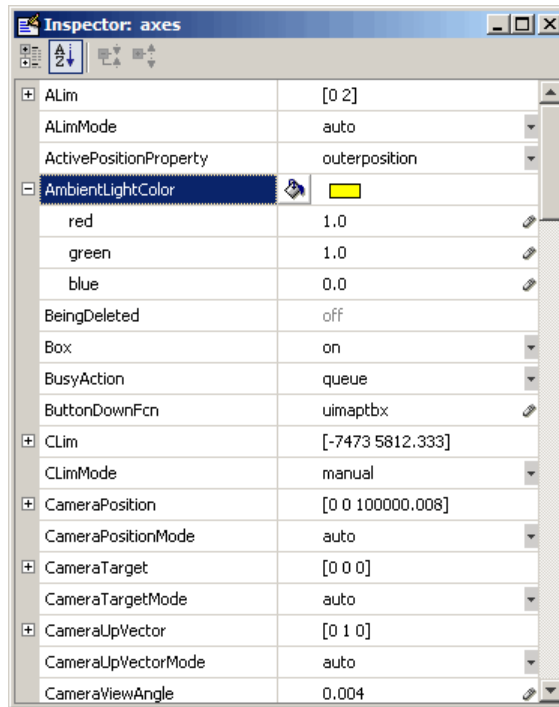 Inspector: axes
ALim [0 2]
ALimMode auto
ActivePositionProperty outerposition
AmbientLightColor
red 1.0
green 1.0
blue 0.0
BeingDeleted off
Box on
BusyAction queue
ButtonDownFcn uimaptbx
CLim [-7473 5812.333]
CLimMode manual
CameraPosition [0 0 100000.008]
CameraPositionMode auto
CameraTarget [0 0 0]
CameraTargetMode auto
CameraUpVector [0 1 0]
CameraUpVectorMode auto
CameraViewAngle 0.004